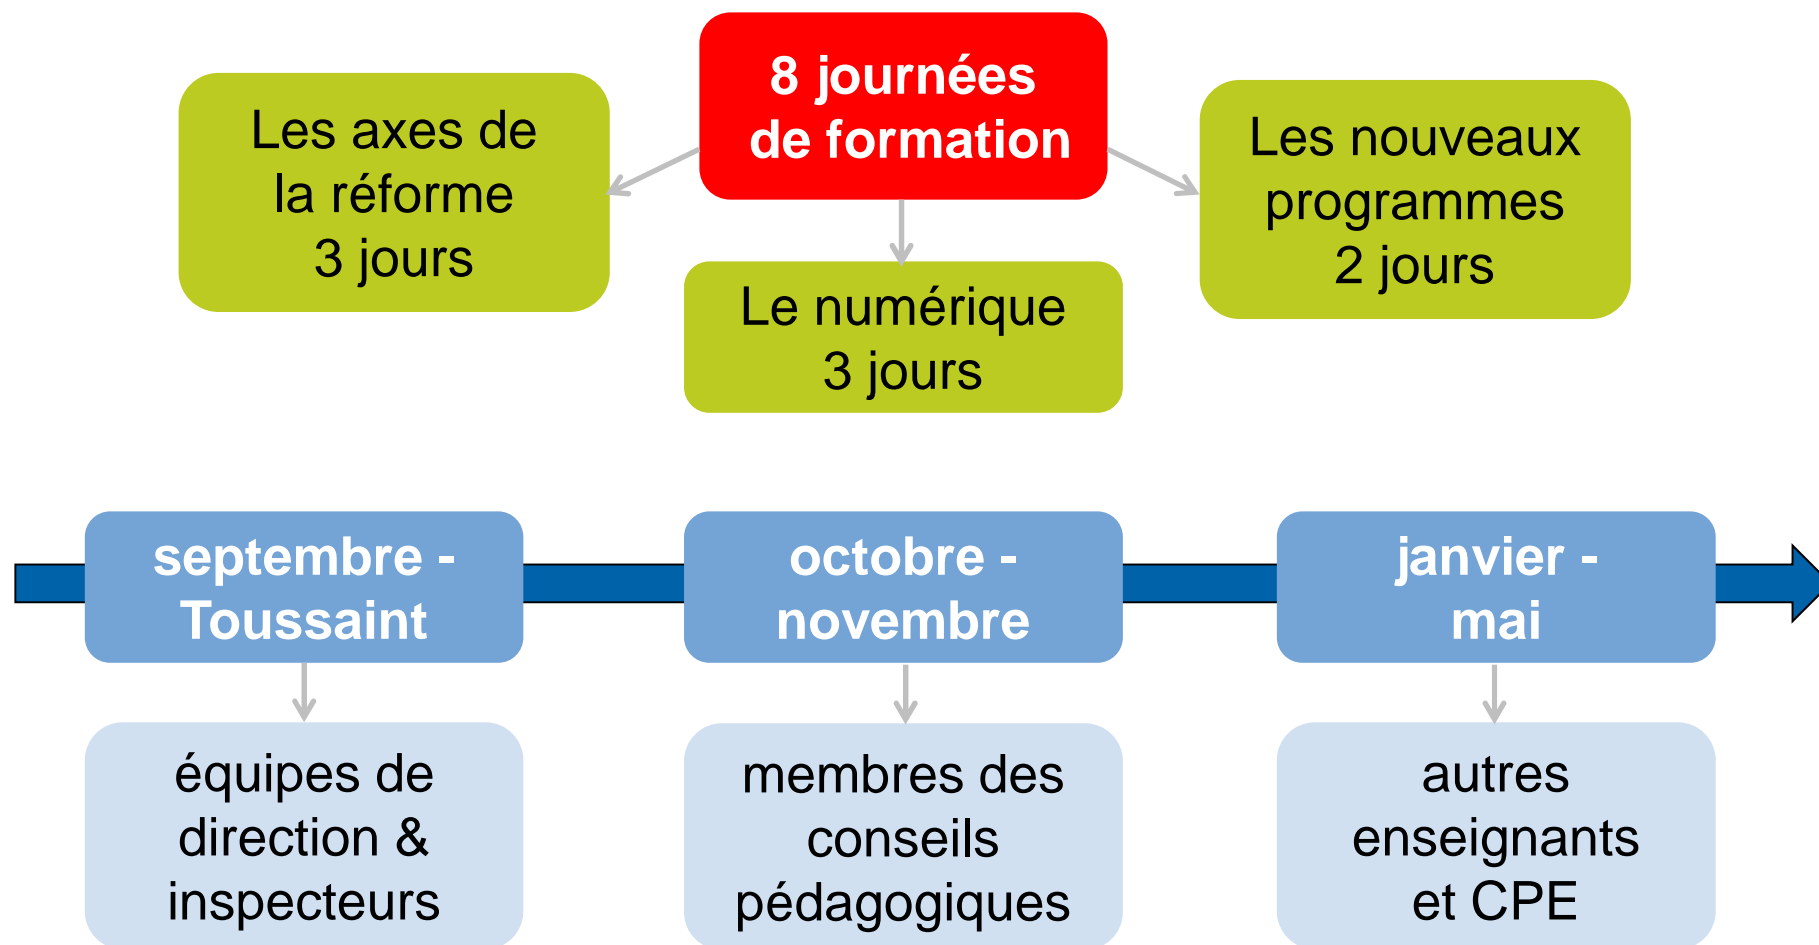 8 journées
de formation
Les axes de
la réforme
3 jours
Le numérique
3 jours
Les nouveaux
programmes
2 jours
septembre -
Toussaint
octobre -
novembre
janvier -
mai
équipes de
direction &
inspecteurs
membres des
conseils
pédagogiques
autres
enseignants
et CPE